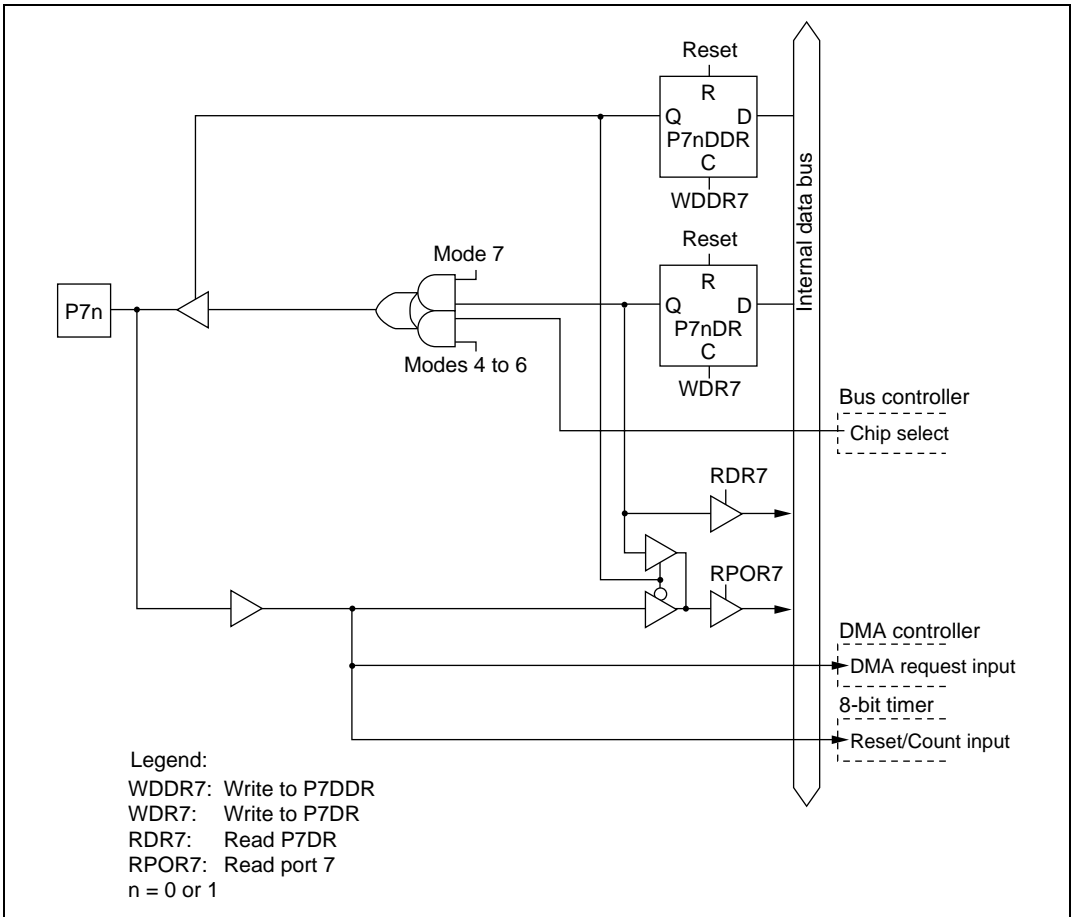 Reset
R
Q D
P7nDDR
C
WDDR7
Internal data bus
Reset
Mode 7
R
P7n
Q D
P7nDR
C
Modes 4 to 6
WDR7
Bus controller
Chip select
RDR7
RPOR7
DMA controller
DMA request input
8-bit timer
Reset/Count input
Legend:
WDDR7: Write to P7DDR
WDR7: Write to P7DR
RDR7: Read P7DR
RPOR7: Read port 7
n = 0 or 1